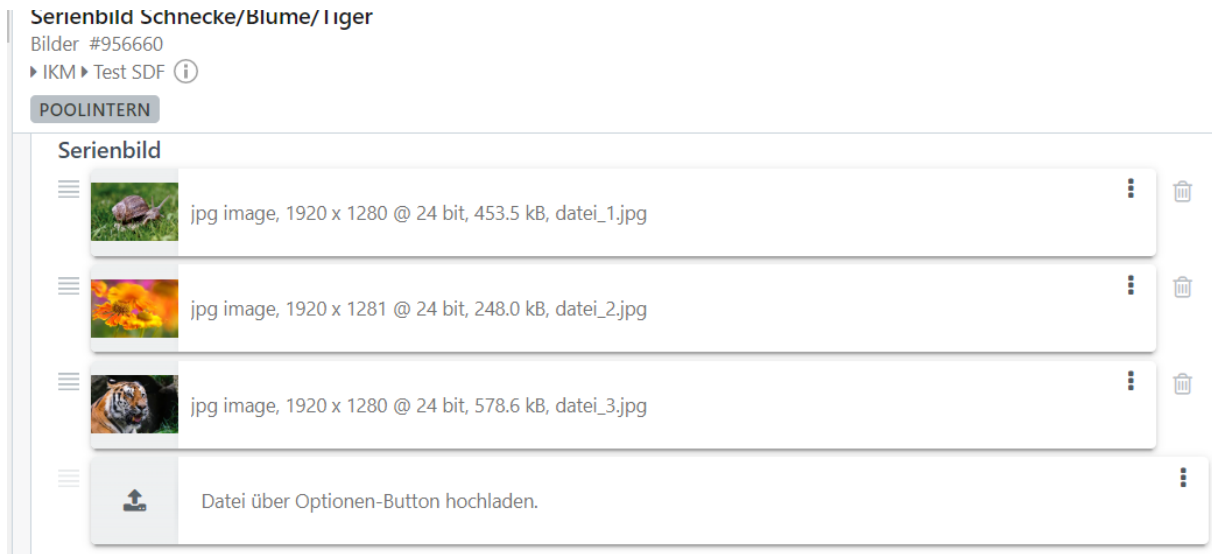 Serienbild Schnecke/Blume/Tiger
Bilder #956660
IKM Test SDF
POOLINTERN
Serienbild
jpg image, 1920 x 1280 @ 24 bit, 453.5 kB, datei_1.jpg
jpg image, 1920 x 1281 @ 24 bit, 248.0 kB, datei_2.jpg
jpg image, 1920 x 1280 @ 24 bit, 578.6 kB, datei_3.jpg
Datei über Optionen-Button hochladen.